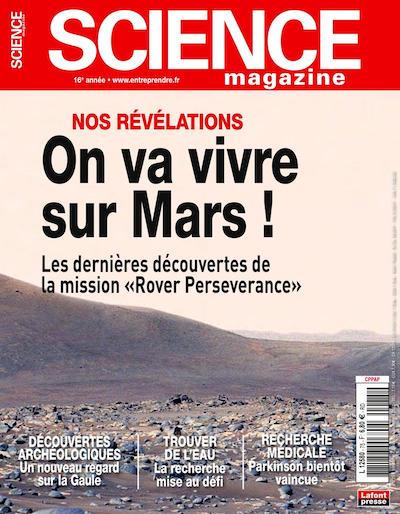 SCIENCE
magazine
SCIENCE
magazine
16e année • www.entreprendre.fr
NOS RÉVÉLATIONS
On va vivre
sur Mars !
Les dernières découvertes de
la mission «Rover Perseverance»
DÉCOUVERTES
ARCHÉOLOGIQUES
Un nouveau regard
sur la Gaule
TROUVER
DE L'EAU
La recherche
mise au défi
RECHERCHE
MÉDICALE
Parkinson bientôt
vaincue
CPPAP
Lafont
presse